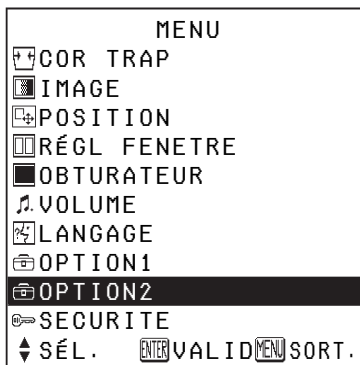 MENU
COR TRAP
IMAGE
POSITION
RÉGL FENETRE
OBTURATEUR
VOLUME
LANGAGE
OPTION1
OPTION2
SECURITE
SÉL. ENTER VALID MENU SORT.